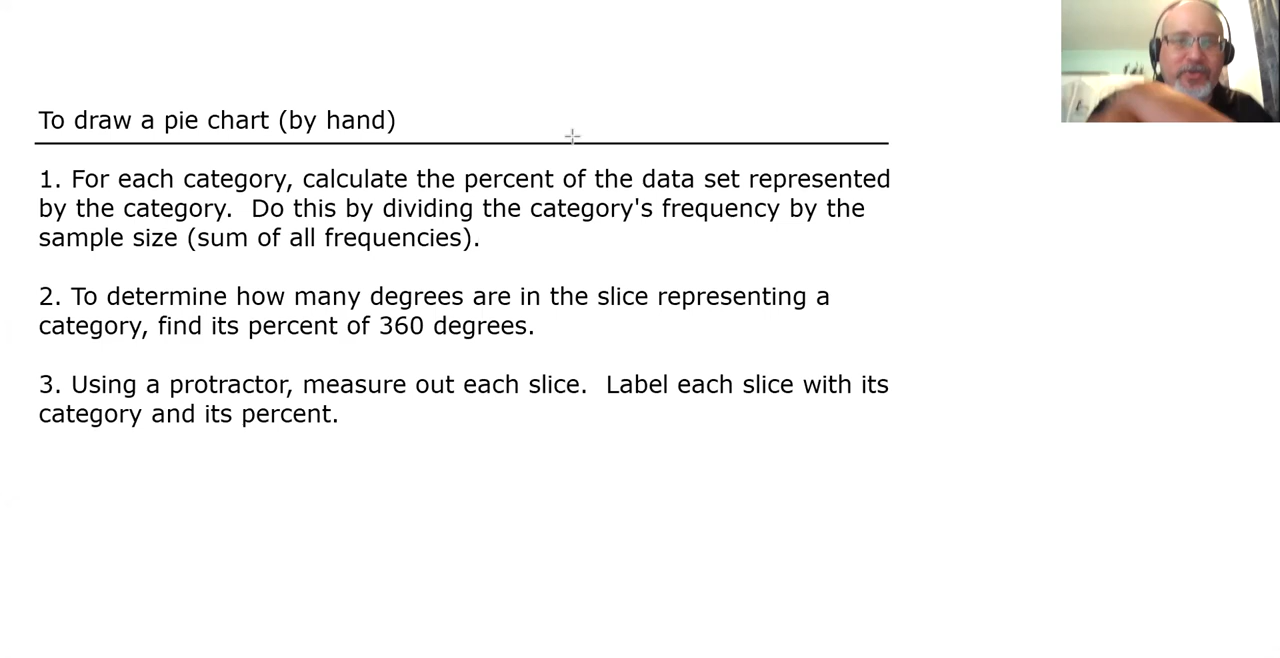 To draw a pie chart (by hand)
1. For each category, calculate the percent of the data set represented
by the category.  Do this by dividing the category's frequency by the
sample size (sum of all frequencies).
2. To determine how many degrees are in the slice representing a
category, find its percent of 360 degrees.
3. Using a protractor, measure out each slice.  Label each slice with its
category and its percent.